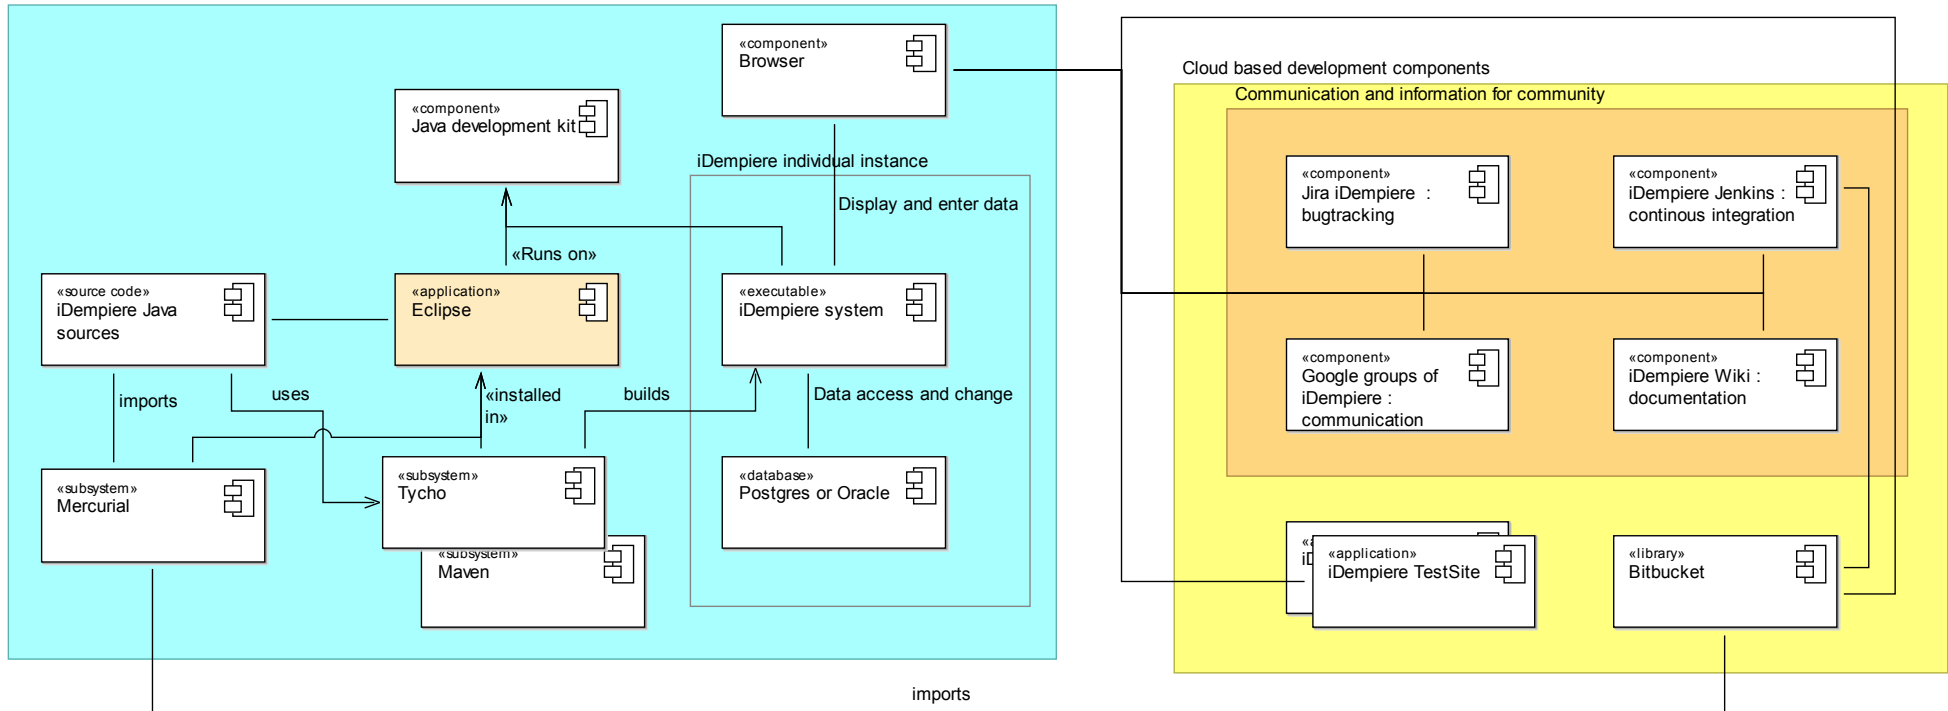 «component»
Browser
Cloud based development components
Communication and information for community
«component»
Java development kit
iDempiere individual instance
Display and enter data
«component»
Jira iDempiere :
bugtracking
«component»
iDempiere Jenkins :
continous integration
«Runs on»
«source code»
iDempiere Java
sources
«application»
Eclipse
«executable»
iDempiere system
«component»
Google groups of
iDempiere :
communication
«component»
iDempiere Wiki :
documentation
imports
uses
«installed
in»
builds
Data access and change
«subsystem»
Mercurial
«subsystem»
Tycho
«database»
Postgres or Oracle
«subsystem»
Maven
«application»
iDempiere TestSite
«library»
Bitbucket
imports